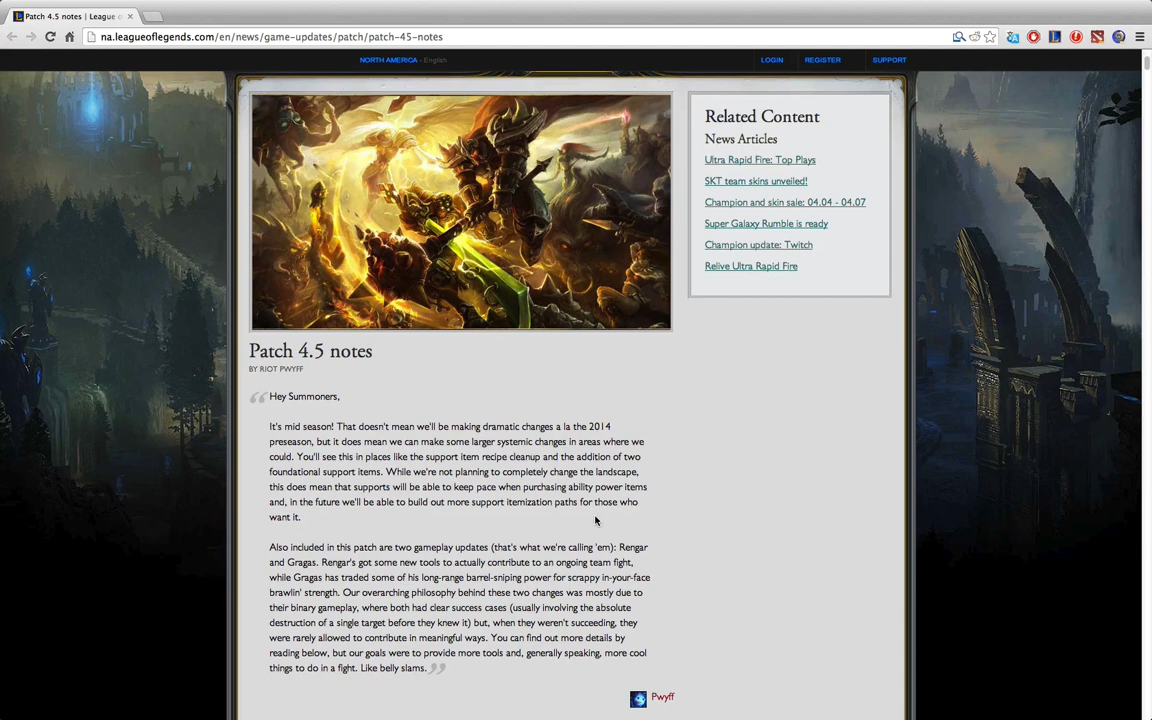 Patch 4.5 notes | League o
na.leagueoflegends.com/en/news/game-updates/patch/patch-45-notes
NORTH AMERICA - English
LOGIN
REGISTER
SUPPORT
Related Content
News Articles
Ultra Rapid Fire: Top Plays
SKT team skins unveiled!
Champion and skin sale: 04.04 - 04.07
Super Galaxy Rumble is ready
Champion update: Twitch
Relive Ultra Rapid Fire
Patch 4.5 notes
BY RIOT PWYFF
Hey Summoners,
It's mid season! That doesn't mean we'll be making dramatic changes a la the 2014
preseason, but it does mean we can make some larger systemic changes in areas where we
could. You'll see this in places like the support item recipe cleanup and the addition of two
foundational support items. While we're not planning to completely change the landscape,
this does mean that supports will be able to keep pace when purchasing ability power items
and, in the future we'll be able to build out more support itemization paths for those who
want it.
Also included in this patch are two gameplay updates (that's what we're calling 'em): Rengar
and Gragas. Rengar's got some new tools to actually contribute to an ongoing team fight,
while Gragas has traded some of his long-range barrel-sniping power for scrappy in-your-face
brawlin' strength. Our overarching philosophy behind these two changes was mostly due to
their binary gameplay, where both had clear success cases (usually involving the absolute
destruction of a single target before they knew it) but, when they weren't succeeding, they
were rarely allowed to contribute in meaningful ways. You can find out more details by
reading below, but our goals were to provide more tools and, generally speaking, more cool
things to do in a fight. Like belly slams.
Pwyff